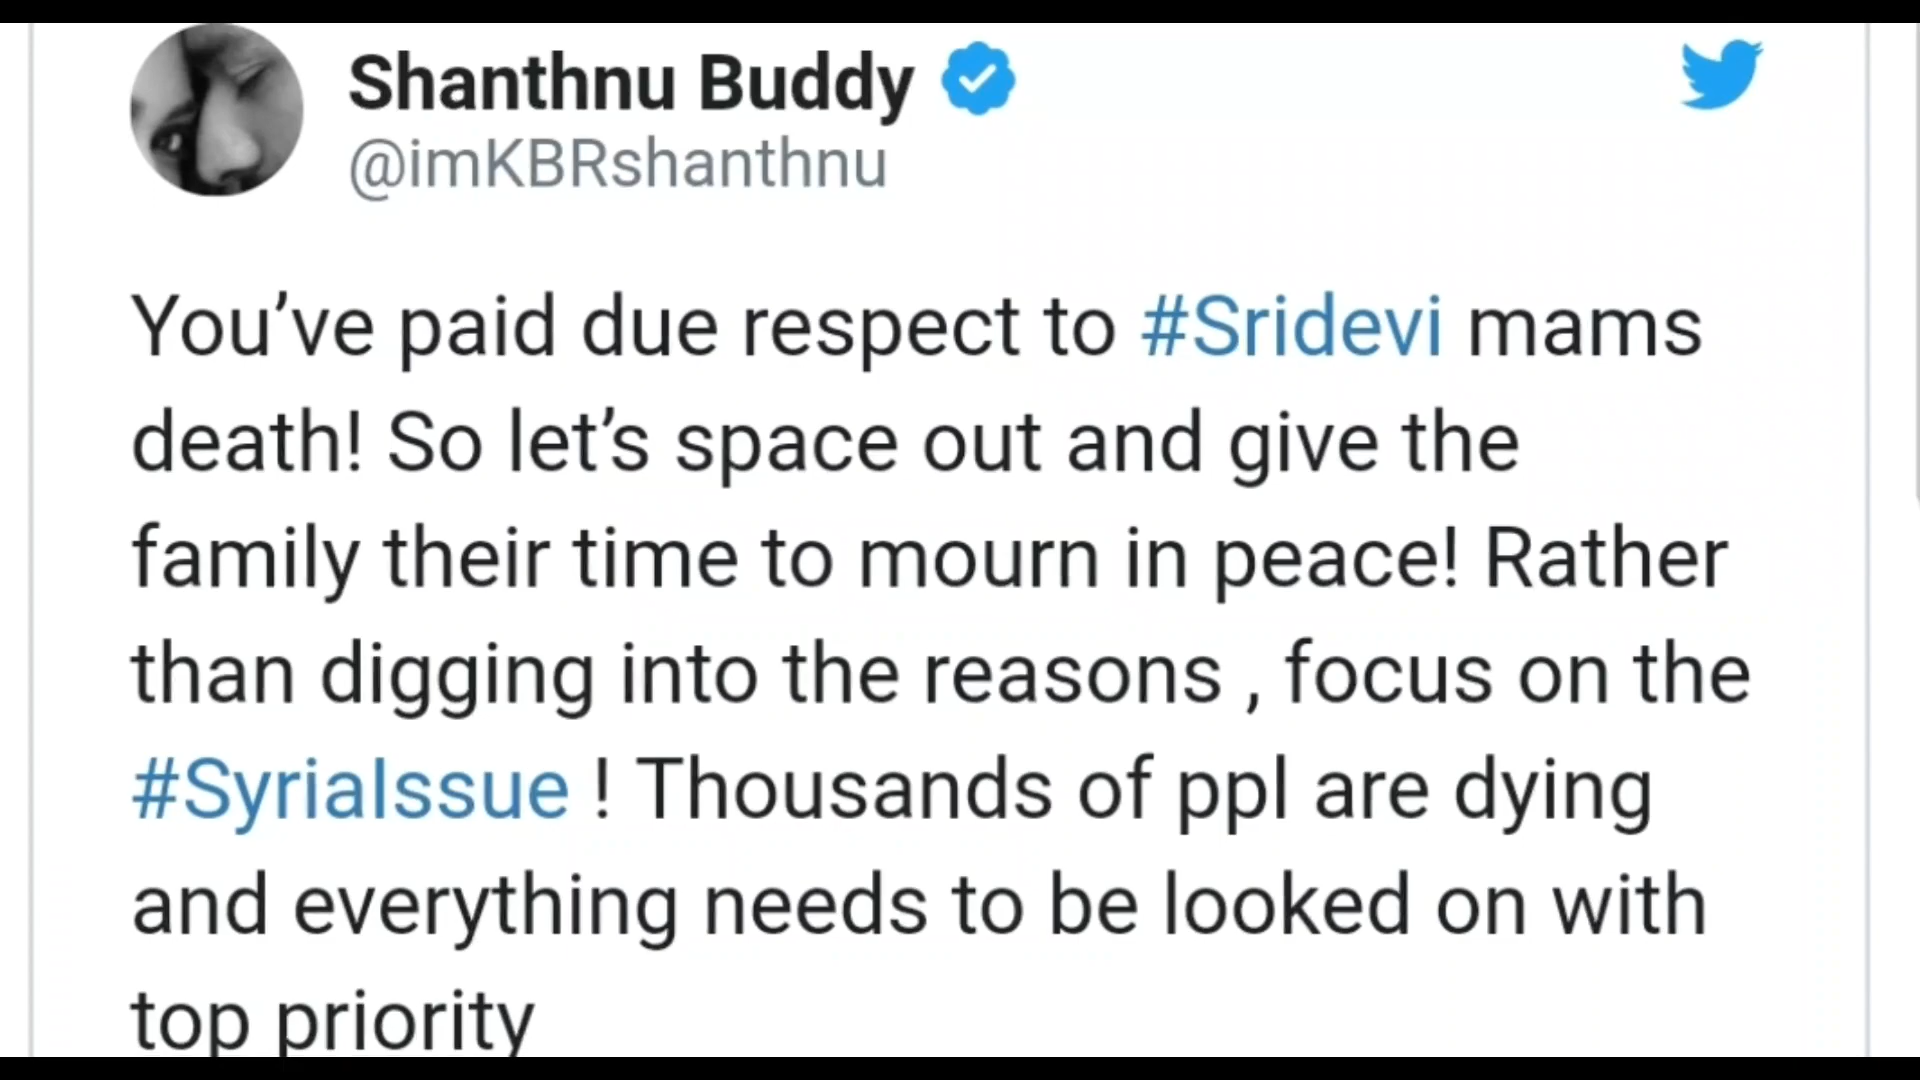 Shanthnu Buddy
@imKBRshanthnu
You’ve paid due respect to #Sridevi mams
death! So let’s space out and give the
family their time to mourn in peace! Rather
than digging into the reasons , focus on the
#SyriaIssue ! Thousands of ppl are dying
and everything needs to be looked on with
top priority